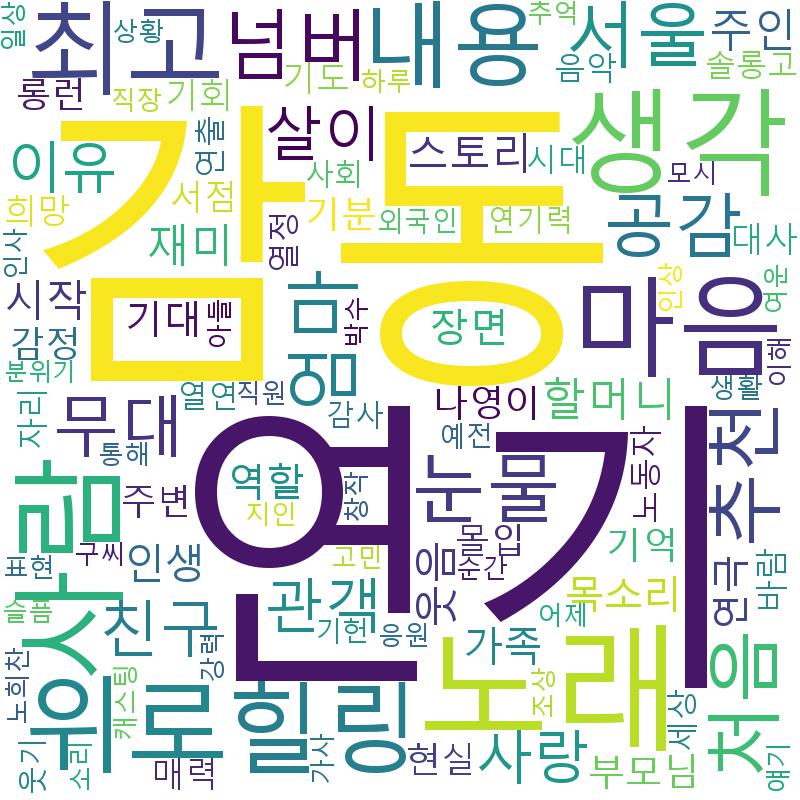 일상
최고
상황
넘버
내용
추억
서울
주인
음악
솔롱고
롱런
직장
기회
기도
하루
감동
살이
스토리
시대
생각
모시
이유
연출
사회
희망
서점
기분
외국인
연기력
공감
대사
인사
재미
열정
시작
기대
아들
엄마
박수
장면
마음
인상
여운
감정
이해
분위기
열연
직원
생활
자리
무대
통해
감사
나영이
할머니
예전
추천
연기
역할
지인
창작
눈물
노동자
사람
주변
구씨
인생
고민
몰입
순간
웃음
기억
연극
바람
표현
슬픔
친구
강력
관객
기헌
응원
가족
목소리
어제
노희찬
캐스팅
위로
힐링
노래
조상
세상
처음
웃기
소리
매력
가사
현실
사랑
부모님
얘기